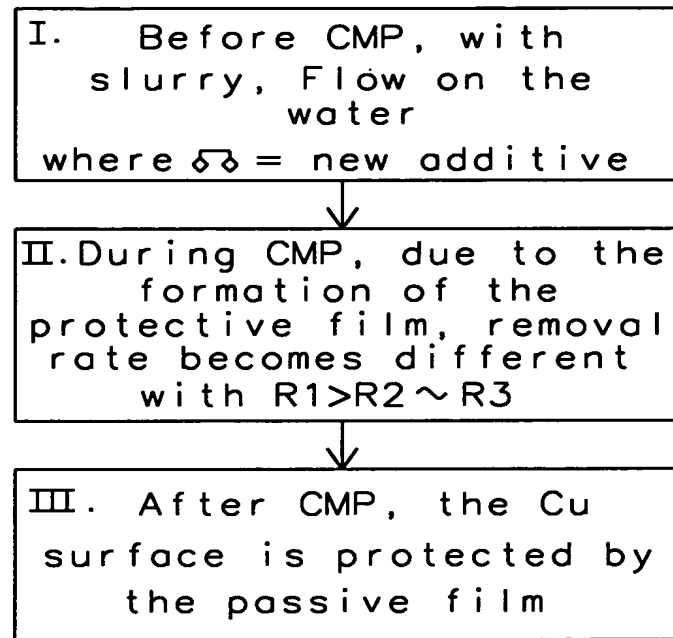 I. Before CMP, with
slurry, Flow on the
water
where = new additive
II. During CMP, due to the
formation of the
protective film, removal
rate becomes different
with R1>R2~R3
III. After CMP, the Cu
surface is protected by
the passive film